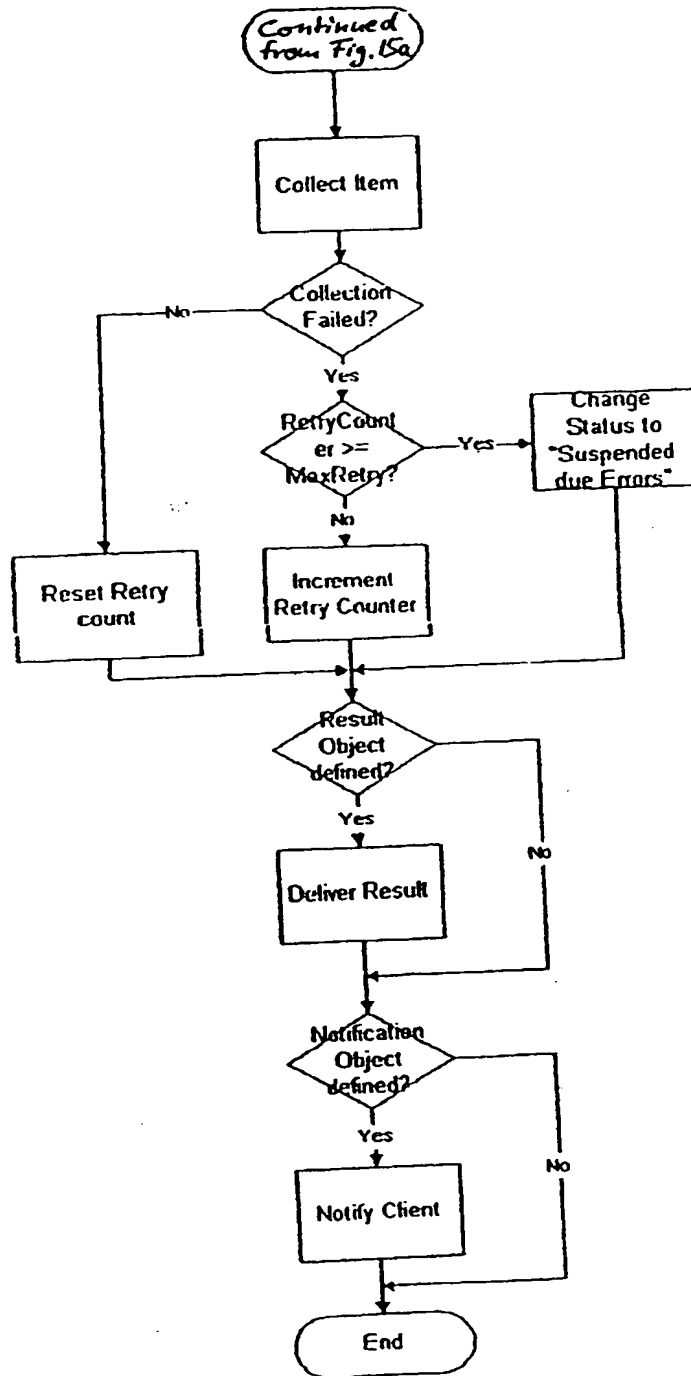 Continued
from Fig. 15a
Collect Item
Collection
Failed?
No
Yes
RetryCount
er >=
MaxRetry?
Yes
Change
Status to
"Suspended
due Errors"
No
Reset Retry
count
Increment
Retry Counter
Result
Object
defined?
Yes
No
Deliver Result
Notification
Object
defined?
Yes
No
Notify Client
End